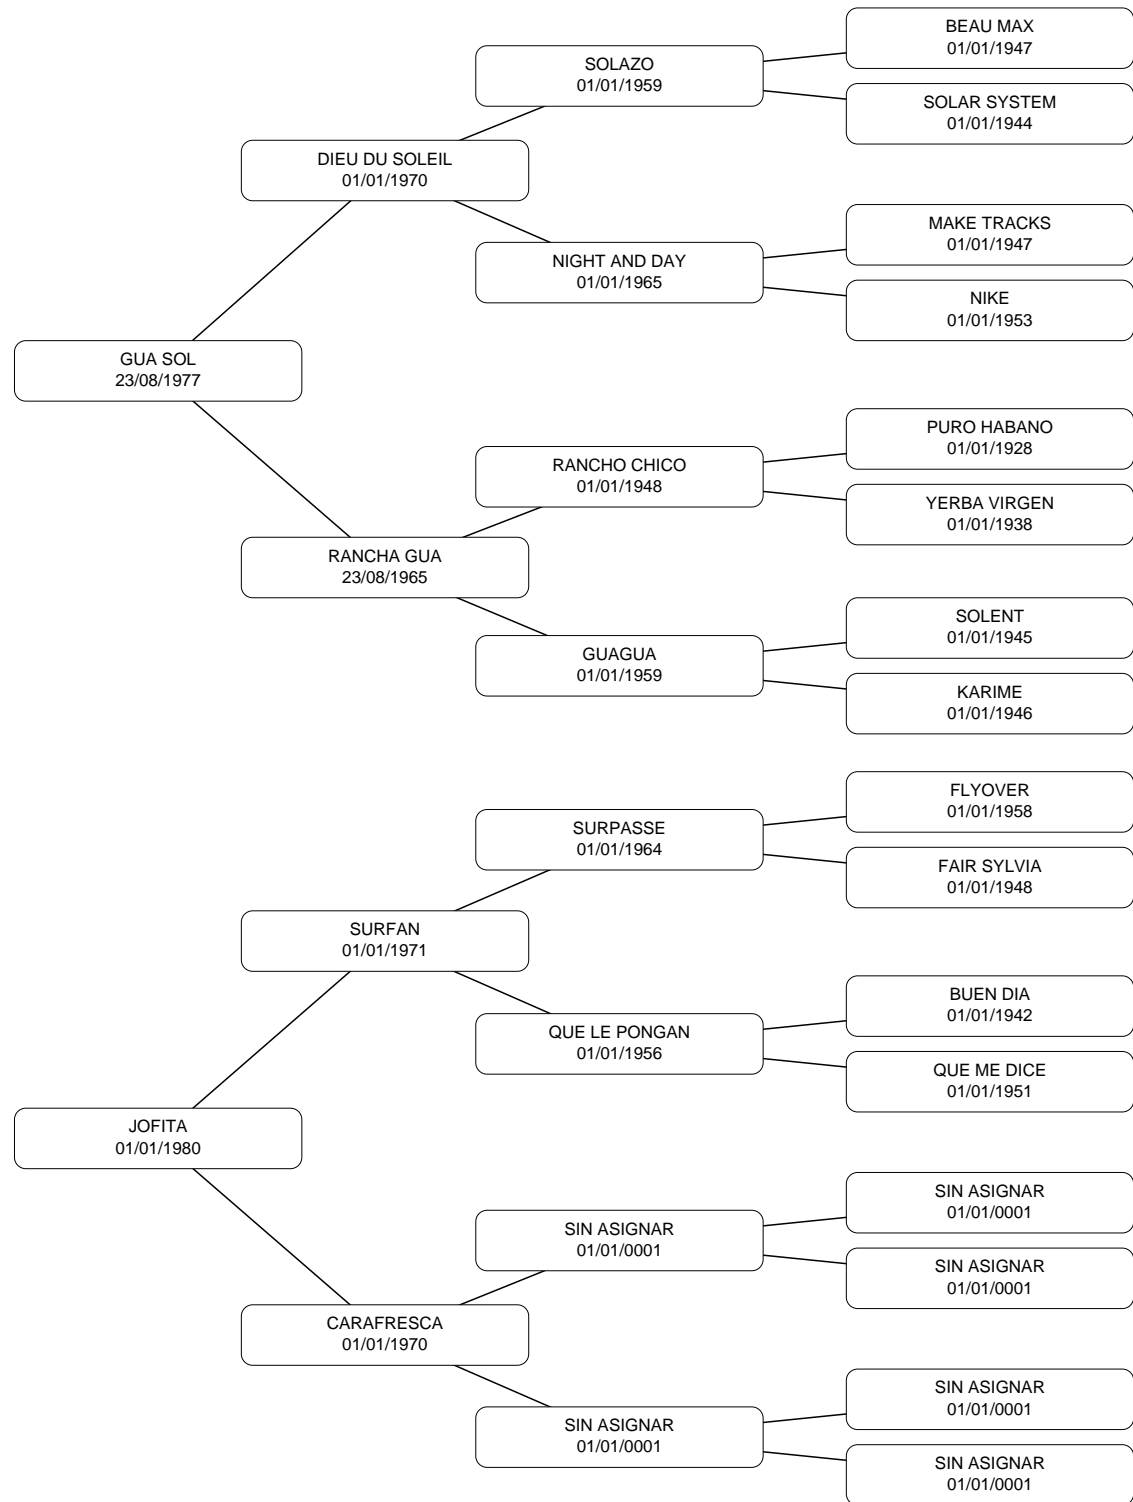 BEAU MAX
01/01/1947
SOLAZO
01/01/1959
SOLAR SYSTEM
01/01/1944
DIEU DU SOLEIL
01/01/1970
MAKE TRACKS
01/01/1947
NIGHT AND DAY
01/01/1965
NIKE
01/01/1953
GUA SOL
23/08/1977
PURO HABANO
01/01/1928
RANCHO CHICO
01/01/1948
YERBA VIRGEN
01/01/1938
RANCHA GUA
23/08/1965
SOLENT
01/01/1945
GUAGUA
01/01/1959
KARIME
01/01/1946
FLYOVER
01/01/1958
SURPASSE
01/01/1964
FAIR SYLVIA
01/01/1948
SURFAN
01/01/1971
BUEN DIA
01/01/1942
QUE LE PONGAN
01/01/1956
QUE ME DICE
01/01/1951
JOFITA
01/01/1980
SIN ASIGNAR
01/01/0001
SIN ASIGNAR
01/01/0001
SIN ASIGNAR
01/01/0001
CARAFRESCA
01/01/1970
SIN ASIGNAR
01/01/0001
SIN ASIGNAR
01/01/0001
SIN ASIGNAR
01/01/0001